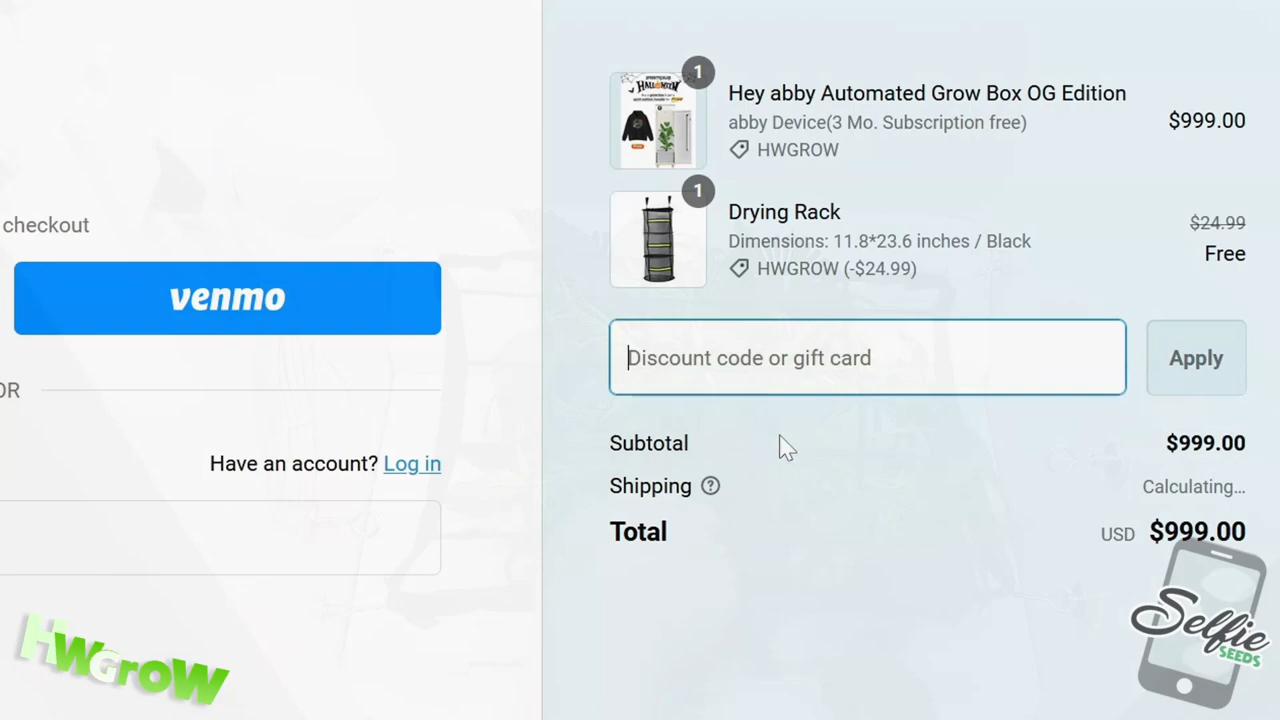 checkout
venmo
OR
Have an account? Log in
HWGROW
1
Hey abby Automated Grow Box OG Edition
abby Device(3 Mo. Subscription free)
HWGROW
$999.00
HALLOWEEN
1
Drying Rack
Dimensions: 11.8*23.6 inches / Black
HWGROW (-$24.99)
$24.99
Free
Discount code or gift card
Apply
Subtotal
$999.00
Shipping ?
Calculating...
Total
USD $999.00
Selfie
SEEDS